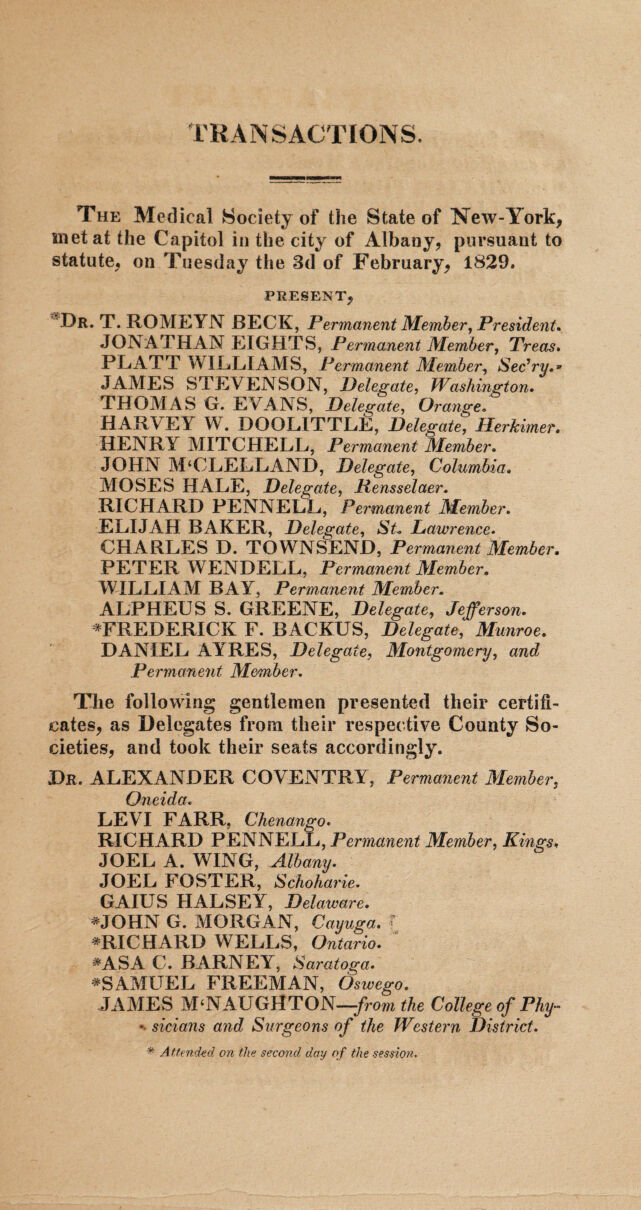 TRANSACTIONS.
The Medical Society of the State of New-York,
met at the Capitol in the city of Albany, pursuant to
statute, on Tuesday the 3d of February, 1829.
PRESENT,
*Dr. T. ROMEYN BECK, Permanent Member, President.
JONATHAN EIGHTS, Permanent Member, Treas.
PLATT WILLIAMS, Permanent Member, Sec'ry.
JAMES STEVENSON, Delegate, Washington.
THOMAS G. EVANS, Delegate, Orange.
HARVEY W. DOOLITTLE, Delegate, Herkimer.
HENRY MITCHELL, Permanent Member.
JOHN M‘CLELLAND, Delegate, Columbia.
MOSES HALE, Delegate, Rensselaer.
RICHARD PENNELL, Permanent Member.
ELIJAH BAKER, Delegate, St. Lawrence.
CHARLES D. TOWNSEND, Permanent Member.
PETER WENDELL, Permanent Member.
WILLIAM BAY, Permanent Member.
ALPHEUS S. GREENE, Delegate, Jefferson.
*FREDERICK F. BACKUS, Delegate, Munroe.
DANIEL AYRES, Delegate, Montgomery, and
Permanent Member.
The following gentlemen presented their certifi-
cates, as Delegates from their respective County So-
cieties, and took their seats accordingly.
Dr. ALEXANDER COVENTRY, Permanent Member,
Oneida.
LEVI FARR, Chenango.
RICHARD PENNELL, Permanent Member, Kings.
JOEL A. WING, Albany.
JOEL FOSTER, Schoharie.
GAIUS HALSEY, Delaware.
*JOHN G. MORGAN, Cayuga.
*RICHARD WELLS, Ontario.
*ASA C. BARNEY, Saratoga.
*SAMUEL FREEMAN, Oswego.
JAMES M‘NAUGHTON—from the College of Phy-
sicians and Surgeons of the Western District.
* Attended on the second day of the session.